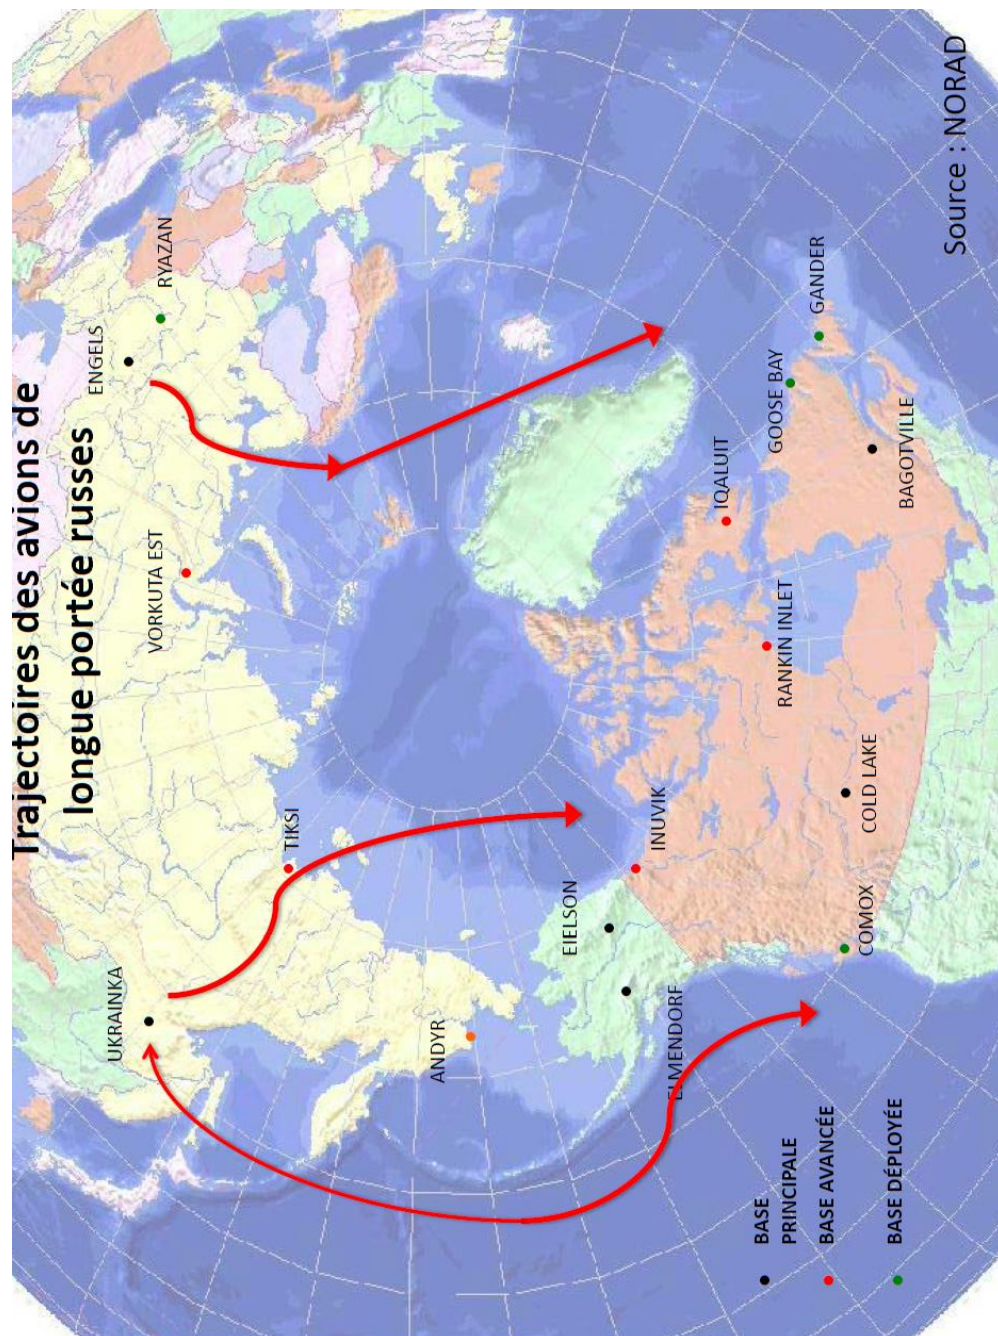 Trajectoires des avions de
longue portée russes
ENGELS
UKRAINKA
VORKUTA EST
RYAZAN
TIKSI
ANDYR
EIELSON
INUVIK
ELMENDORF
IQALUIT
GOOSE BAY
RANKIN INLET
GANDER
COMOX
COLD LAKE
BAGOTVILLE
BASE
PRINCIPALE
BASE AVANCÉE
BASE DÉPLOYÉE
Source : NORAD